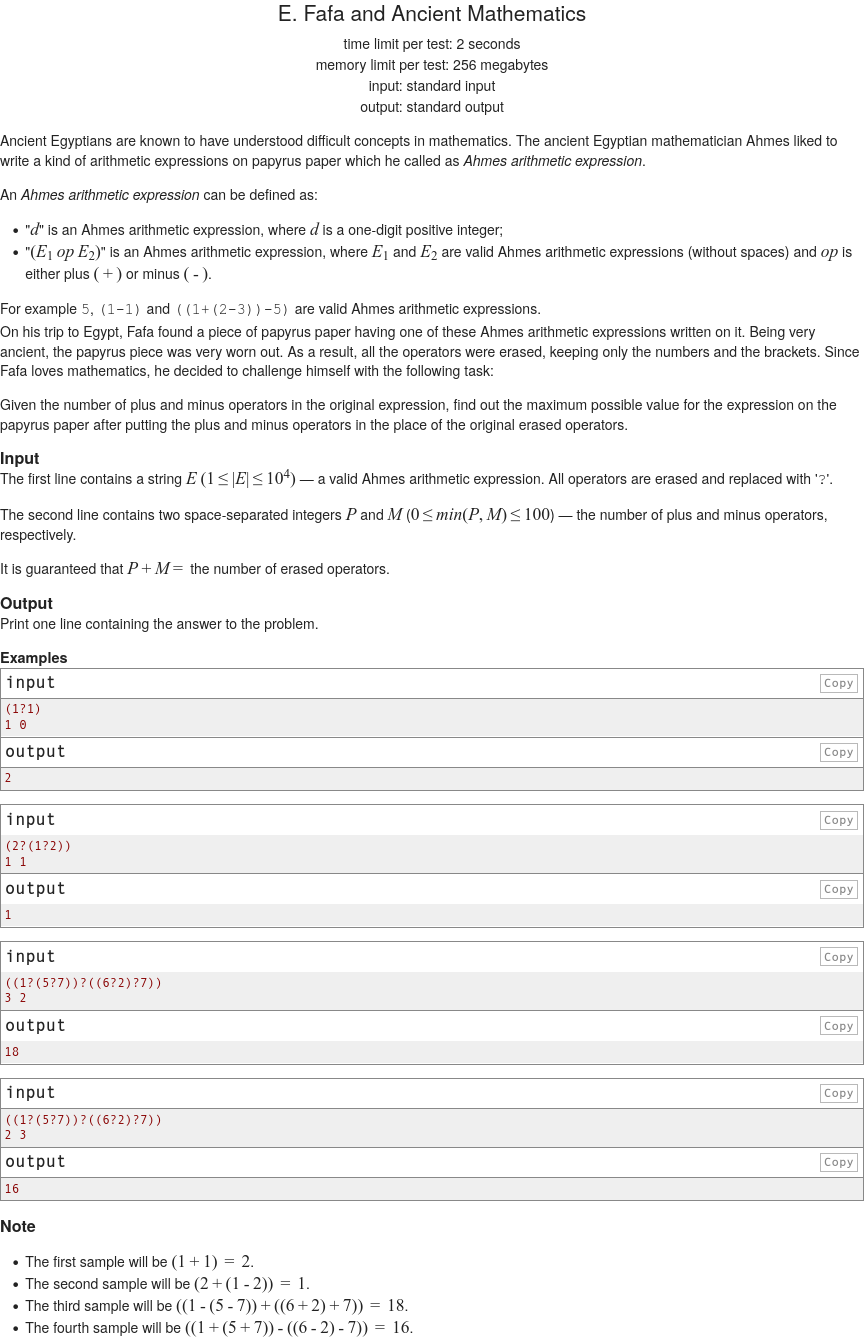 E. Fafa and Ancient Mathematics
time limit per test: 2 seconds
memory limit per test: 256 megabytes
input: standard input
output: standard output
Ancient Egyptians are known to have understood difficult concepts in mathematics. The ancient Egyptian mathematician Ahmes liked to
write a kind of arithmetic expressions on papyrus paper which he called as Ahmes arithmetic expression.
An Ahmes arithmetic expression can be defined as:
• "d" is an Ahmes arithmetic expression, where d is a one-digit positive integer;
• "(E₁ op E₂)" is an Ahmes arithmetic expression, where E₁ and E₂ are valid Ahmes arithmetic expressions (without spaces) and op is
either plus ( + ) or minus ( - ).
For example 5, (1-1) and ((1+(2-3))-5) are valid Ahmes arithmetic expressions.
On his trip to Egypt, Fafa found a piece of papyrus paper having one of these Ahmes arithmetic expressions written on it. Being very
ancient, the papyrus piece was very worn out. As a result, all the operators were erased, keeping only the numbers and the brackets. Since
Fafa loves mathematics, he decided to challenge himself with the following task:
Given the number of plus and minus operators in the original expression, find out the maximum possible value for the expression on the
papyrus paper after putting the plus and minus operators in the place of the original erased operators.
Input
The first line contains a string E (1 ≤ |E| ≤ 10⁴) — a valid Ahmes arithmetic expression. All operators are erased and replaced with '?'.
The second line contains two space-separated integers P and M (0 ≤ min(P, M) ≤ 100) — the number of plus and minus operators,
respectively.
It is guaranteed that P + M = the number of erased operators.
Output
Print one line containing the answer to the problem.
Examples
input Copy
(1?1)
1 0
output Copy
2
input Copy
(2?(1?2))
1 1
output Copy
1
input Copy
((1?(5?7))?((6?2)?7))
3 2
output Copy
18
input Copy
((1?(5?7))?((6?2)?7))
2 3
output Copy
16
Note
• The first sample will be (1 + 1) = 2.
• The second sample will be (2 + (1 - 2)) = 1.
• The third sample will be ((1 - (5 - 7)) + ((6 + 2) + 7)) = 18.
• The fourth sample will be ((1 + (5 + 7)) - ((6 - 2) - 7)) = 16.